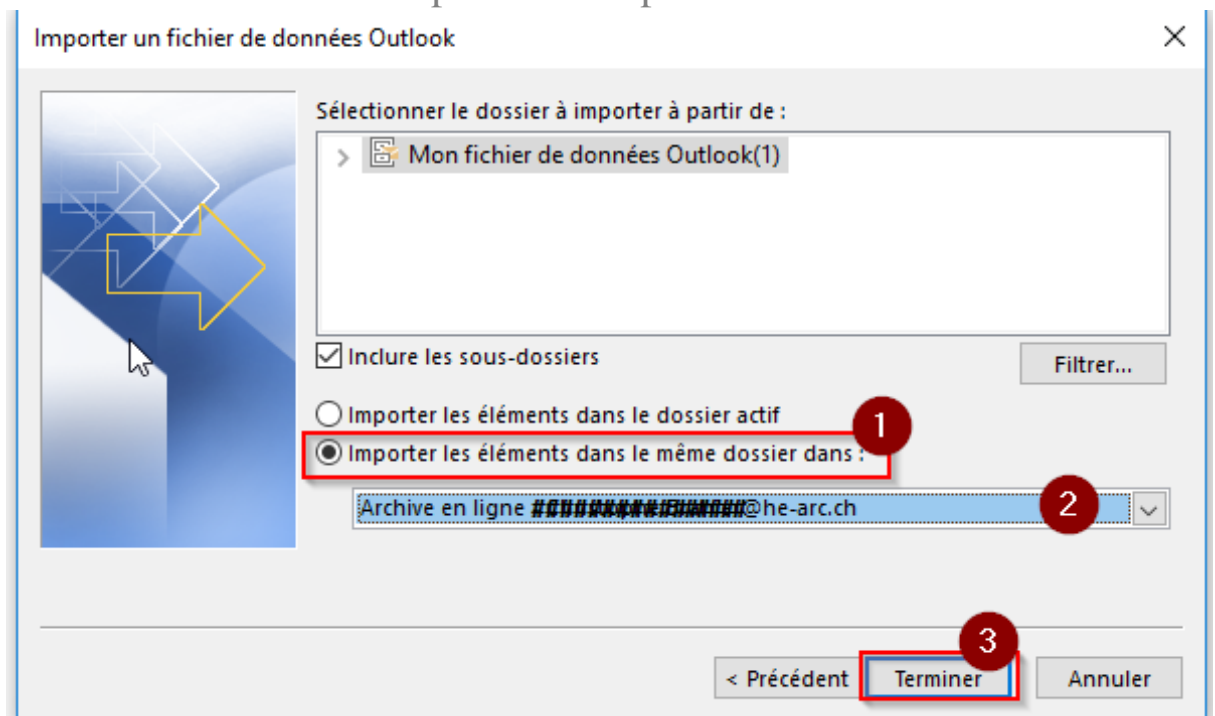 Importer un fichier de données Outlook
Sélectionner le dossier à importer à partir de :
Mon fichier de données Outlook(1)
Inclure les sous-dossiers
Filtrer...
Importer les éléments dans le dossier actif
1
Importer les éléments dans le même dossier dans :
Archive en ligne @he-arc.ch
2
3
< Précédent
Terminer
Annuler